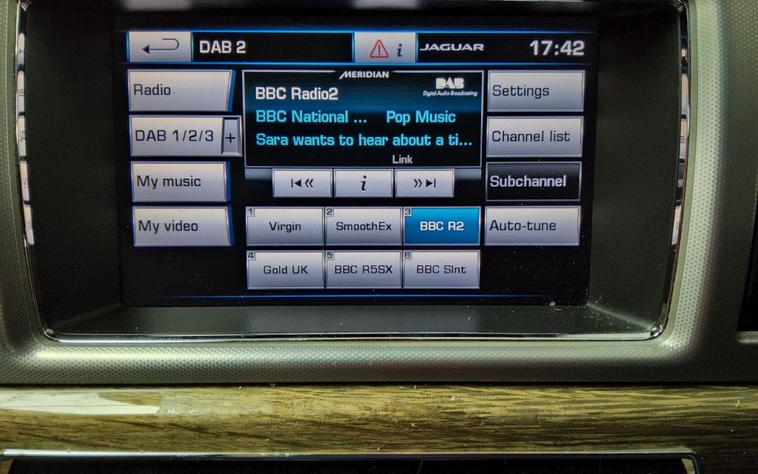 DAB 2
i
JAGUAR
17:42
Radio
DAB 1/2/3 +
My music
My video
MERIDIAN
BBC Radio2
DAB
Digital Audio Broadcasting
BBC National ... Pop Music
Sara wants to hear about a ti...
Link
i
1 Virgin
2 SmoothEx
3 BBC R2
4 Gold UK
5 BBC R5SX
6 BBC Slnt
Settings
Channel list
Subchannel
Auto-tune